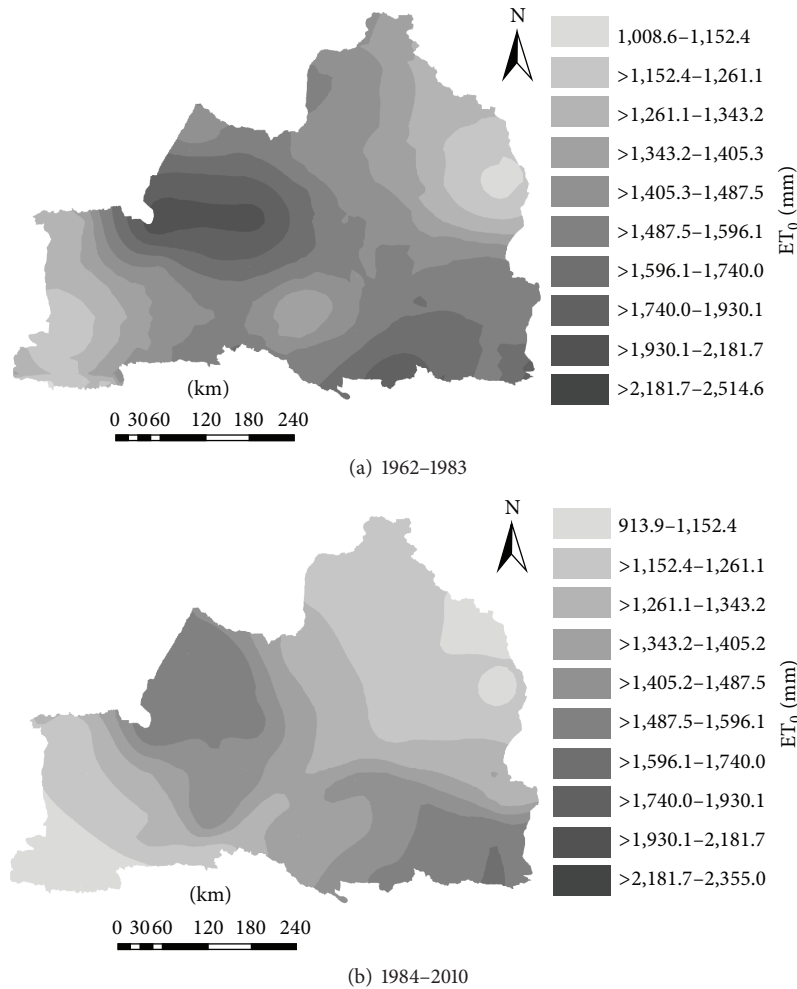 N
1,008.6–1,152.4
>1,152.4–1,261.1
>1,261.1–1,343.2
>1,343.2–1,405.3
>1,405.3–1,487.5
>1,487.5–1,596.1
>1,596.1–1,740.0
>1,740.0–1,930.1
>1,930.1–2,181.7
>2,181.7–2,514.6
ET0 (mm)
(km)
0 30 60 120 180 240
(a) 1962–1983
N
913.9–1,152.4
>1,152.4–1,261.1
>1,261.1–1,343.2
>1,343.2–1,405.2
>1,405.2–1,487.5
>1,487.5–1,596.1
>1,596.1–1,740.0
>1,740.0–1,930.1
>1,930.1–2,181.7
>2,181.7–2,355.0
ET0 (mm)
(km)
0 30 60 120 180 240
(b) 1984–2010